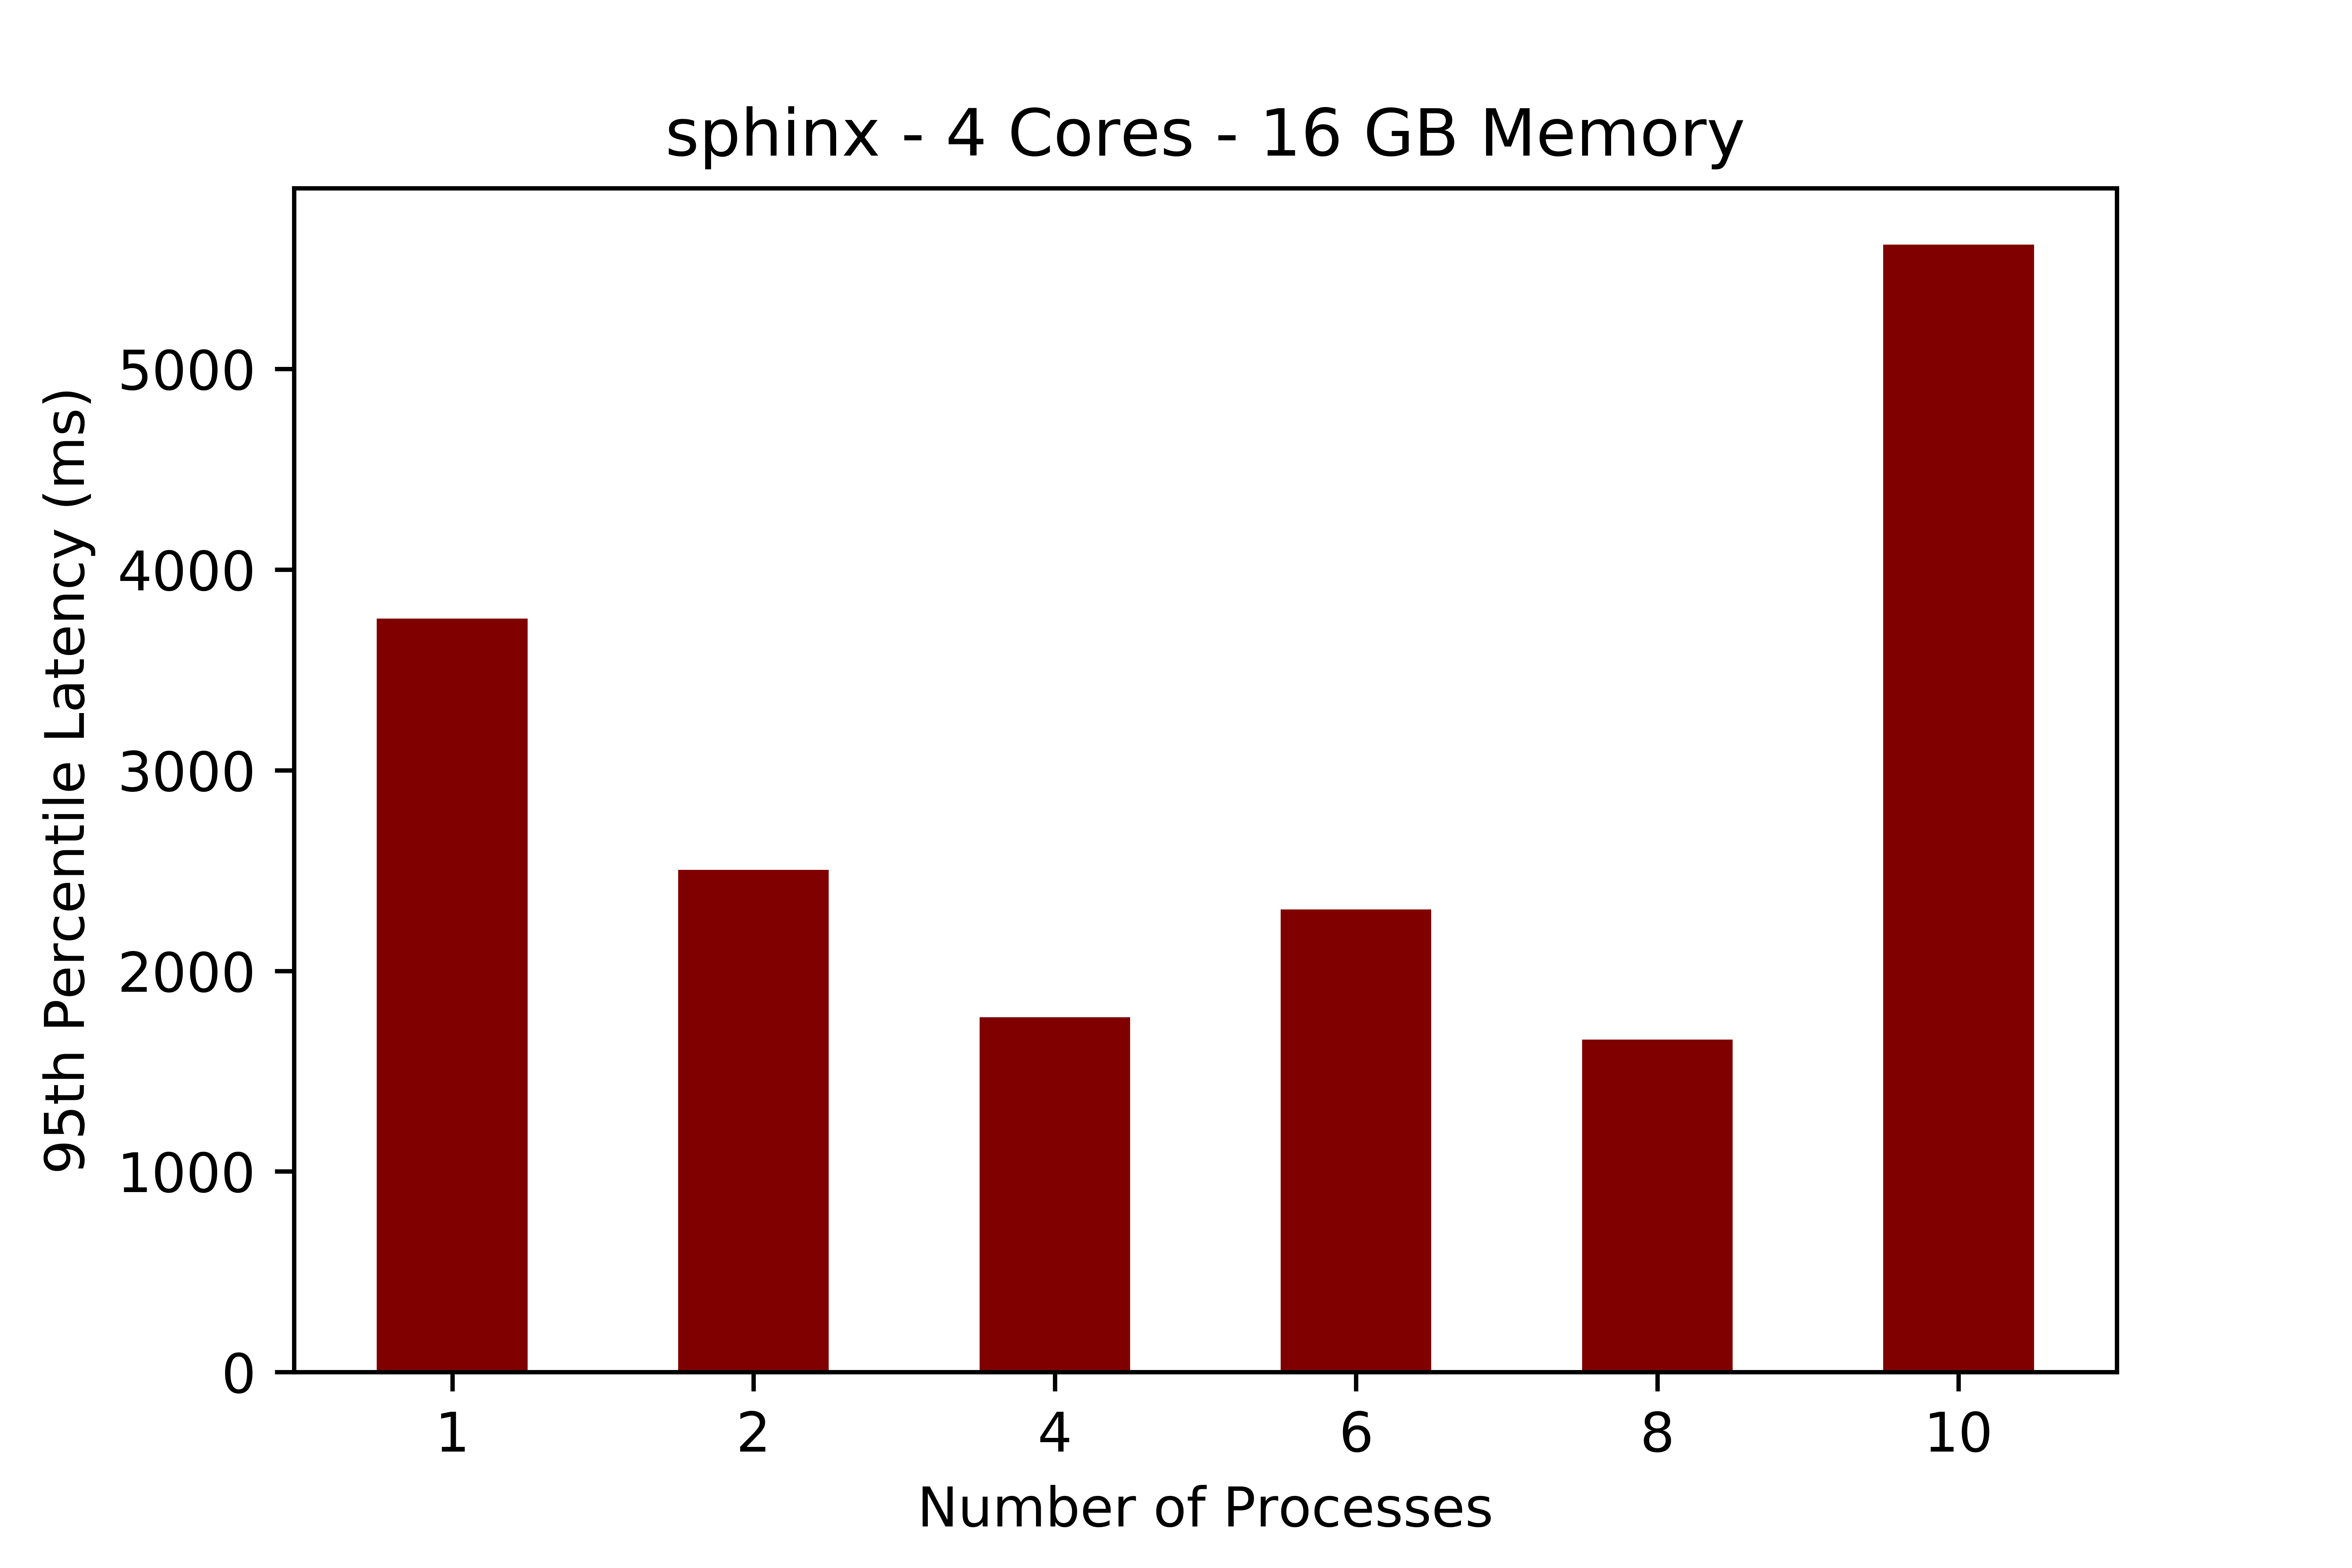 sphinx - 4 Cores - 16 GB Memory
95th Percentile Latency (ms)
5000
4000
3000
2000
1000
0
1 2 4 6 8 10
Number of Processes